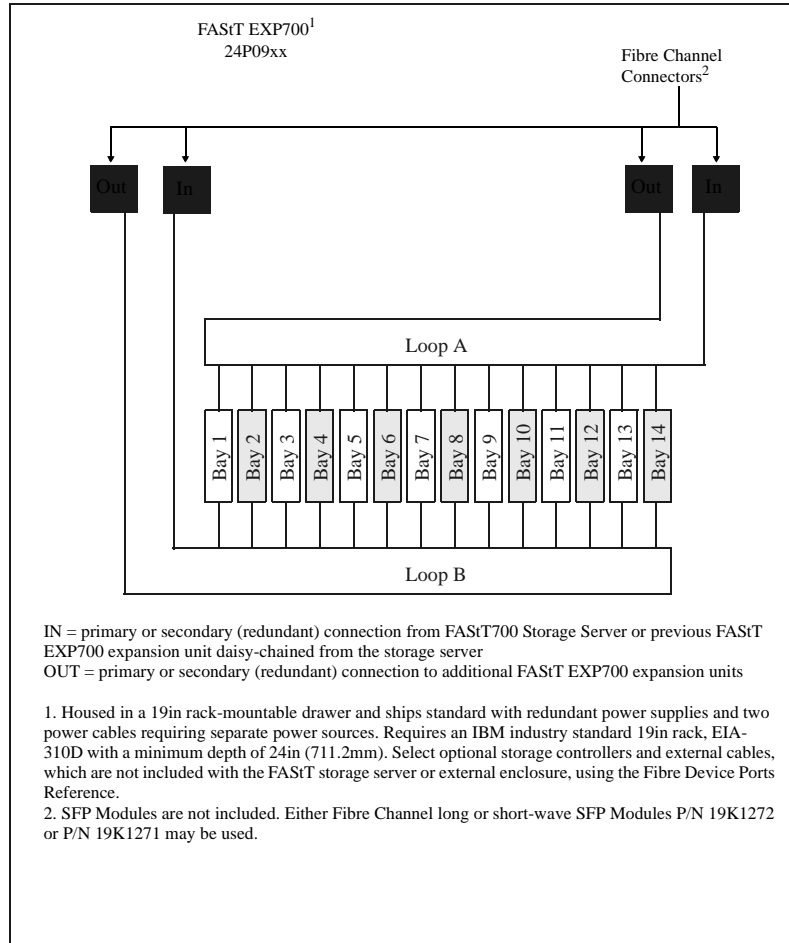 FAStT EXP7001
24P09xx
Fibre Channel
Connectors2
Out
In
Out
In
Loop A
Bay 1
Bay 2
Bay 3
Bay 4
Bay 5
Bay 6
Bay 7
Bay 8
Bay 9
Bay 10
Bay 11
Bay 12
Bay 13
Bay 14
Loop B
IN = primary or secondary (redundant) connection from FAStT700 Storage Server or previous FAStT
EXP700 expansion unit daisy-chained from the storage server
OUT = primary or secondary (redundant) connection to additional FAStT EXP700 expansion units
1. Housed in a 19in rack-mountable drawer and ships standard with redundant power supplies and two
power cables requiring separate power sources. Requires an IBM industry standard 19in rack, EIA-
310D with a minimum depth of 24in (711.2mm). Select optional storage controllers and external cables,
which are not included with the FAStT storage server or external enclosure, using the Fibre Device Ports
Reference.
2. SFP Modules are not included. Either Fibre Channel long or short-wave SFP Modules P/N 19K1272
or P/N 19K1271 may be used.